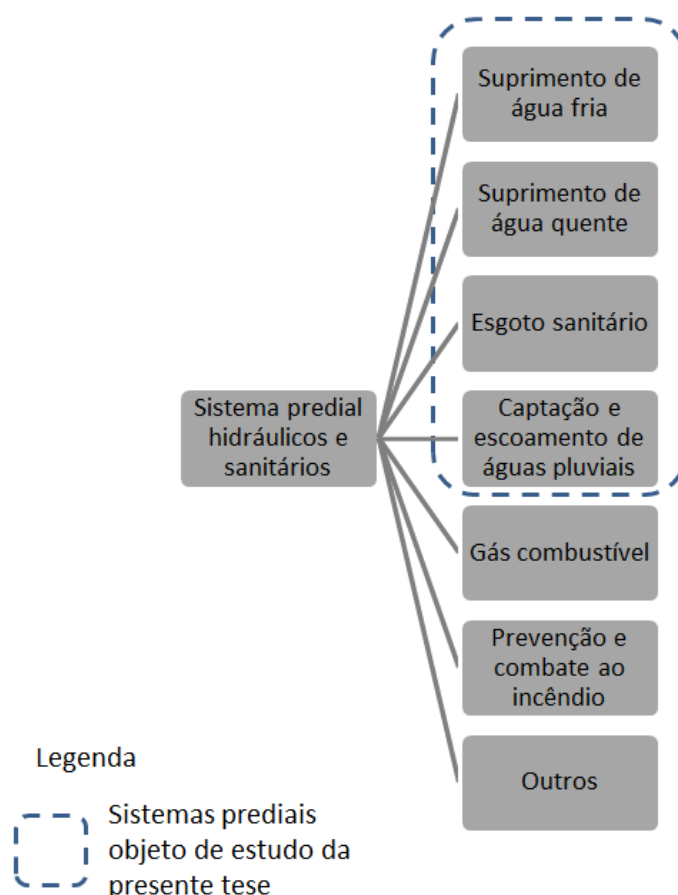 Suprimento de
água fria
Suprimento de
água quente
Esgoto sanitário
Sistema predial
hidráulicos e
sanitários
Captação e
escoamento de
águas pluviais
Gás combustível
Prevenção e
combate ao
incêndio
Outros
Legenda
Sistemas prediais
objeto de estudo da
presente tese